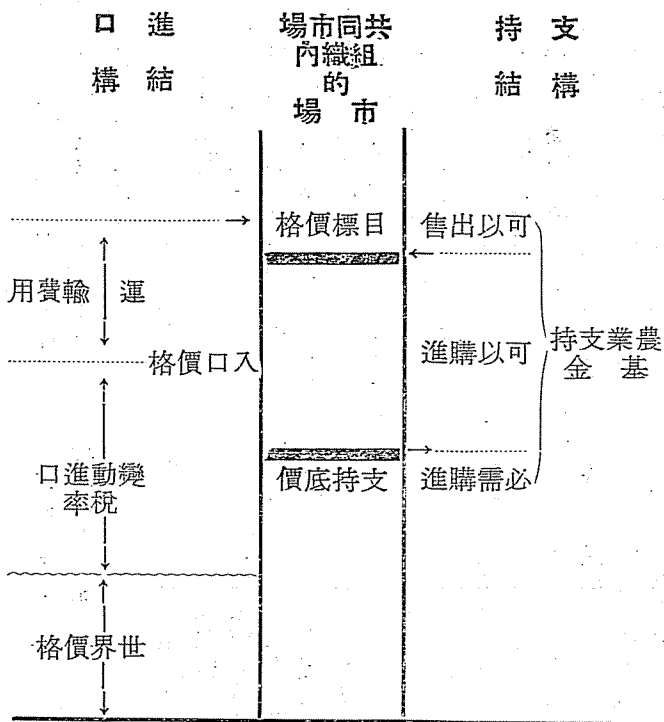 支持
構結
共同市場
組織內
的
市場
進口
結構
可以出售
目標價格
運輸費用
農業支持
基金
可以購進
入口價格
必需購進
支持底價
變動進口
稅率
世界價格